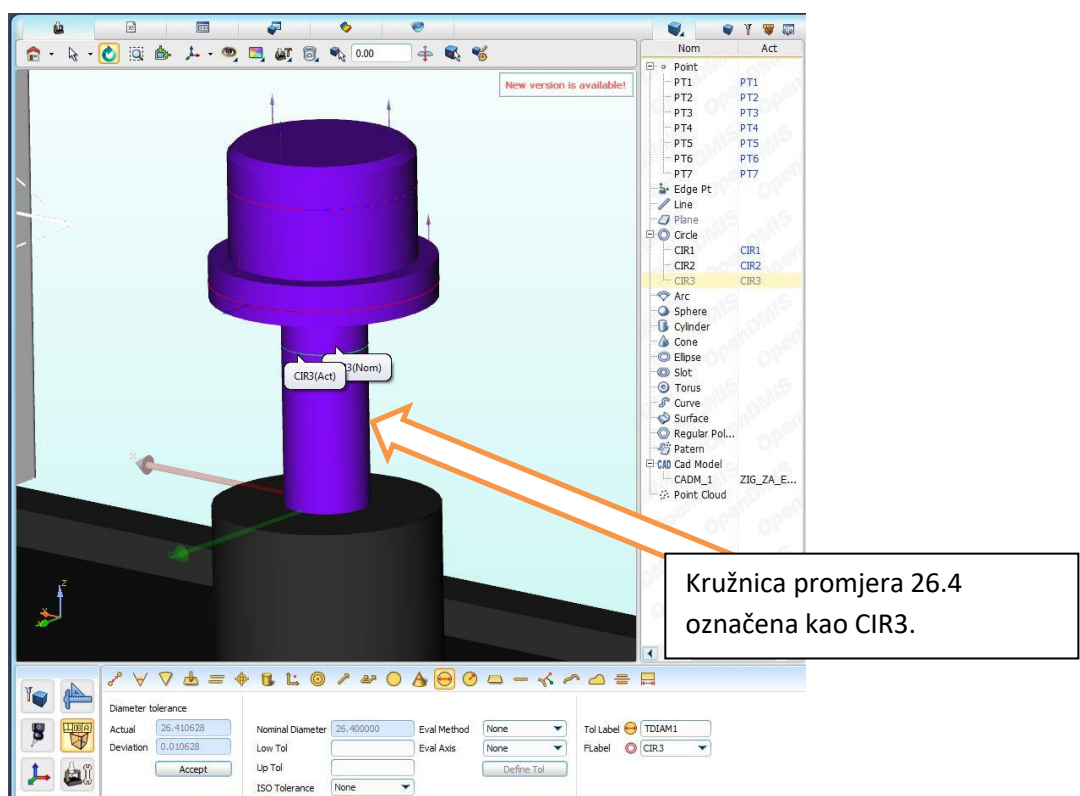 0.00
New version is available!
Nom Act
Point
PT1 PT1
PT2 PT2
PT3 PT3
PT4 PT4
PT5 PT5
PT6 PT6
PT7 PT7
Edge Pt
Line
Plane
Circle
CIR1 CIR1
CIR2 CIR2
CIR3 CIR3
Arc
Sphere
Cylinder
Cone
Ellipse
Slot
Torus
Curve
Surface
Regular Pol...
Patern
CAD Cad Model
CADM_1 ZIG_ZA_E...
Point Cloud
CIR3(Act) 3(Nom)
Kružnica promjera 26.4
označena kao CIR3.
x
z
Diameter tolerance
Actual 26.410628 Nominal Diameter 26.400000 Eval Method None Tol Label TDIAM1
Deviation 0.010628 Low Tol Eval Axis None FLabel CIR3
Accept Up Tol Define Tol
ISO Tolerance None